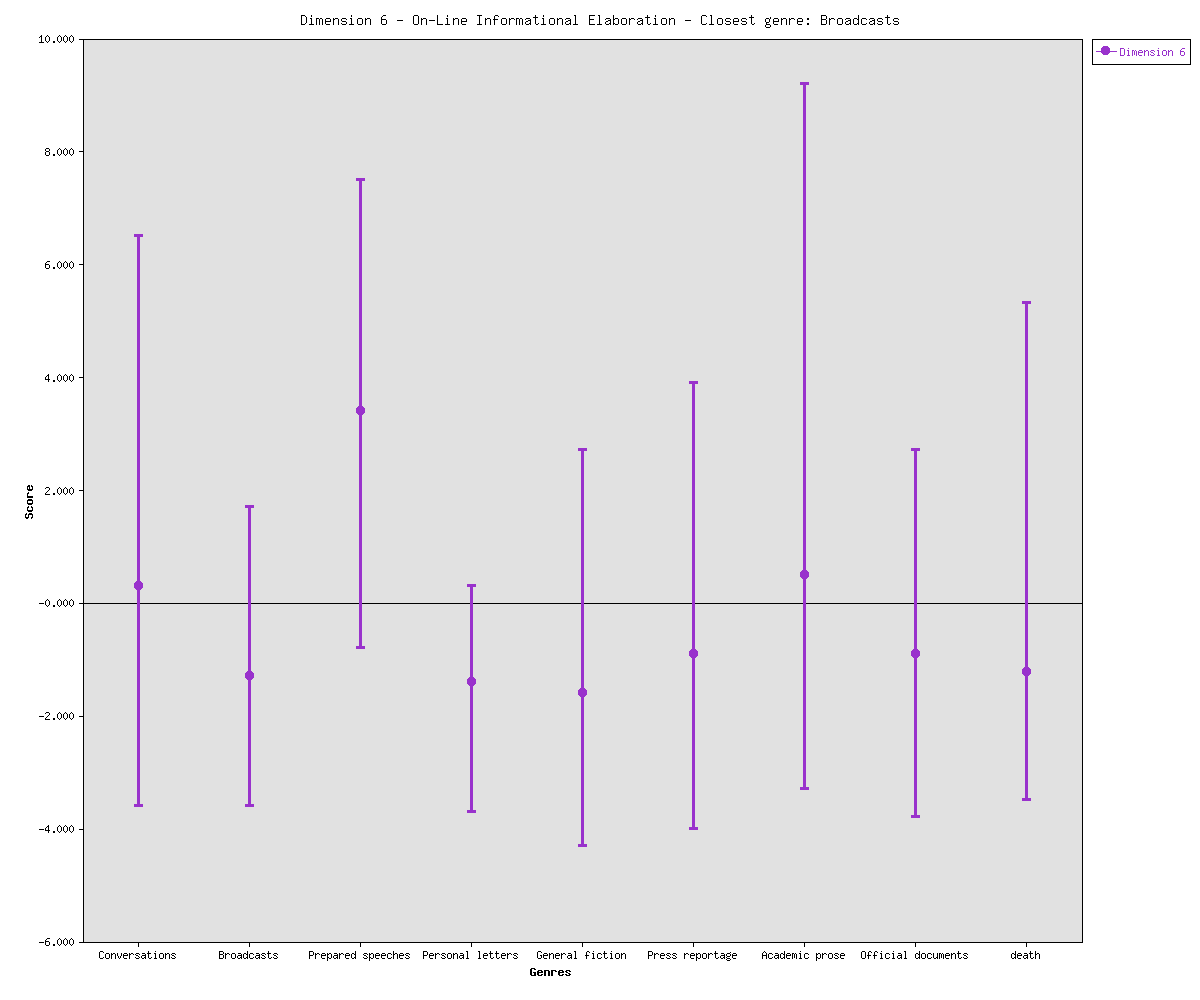 Dimension 6 - On-Line Informational Elaboration - Closest genre: Broadcasts
10.000
Dimension 6
8.000
6.000
4.000
2.000
Score
-0.000
-2.000
-4.000
-6.000
Conversations Broadcasts Prepared speeches Personal letters General fiction Press reportage Academic prose Official documents death
Genres